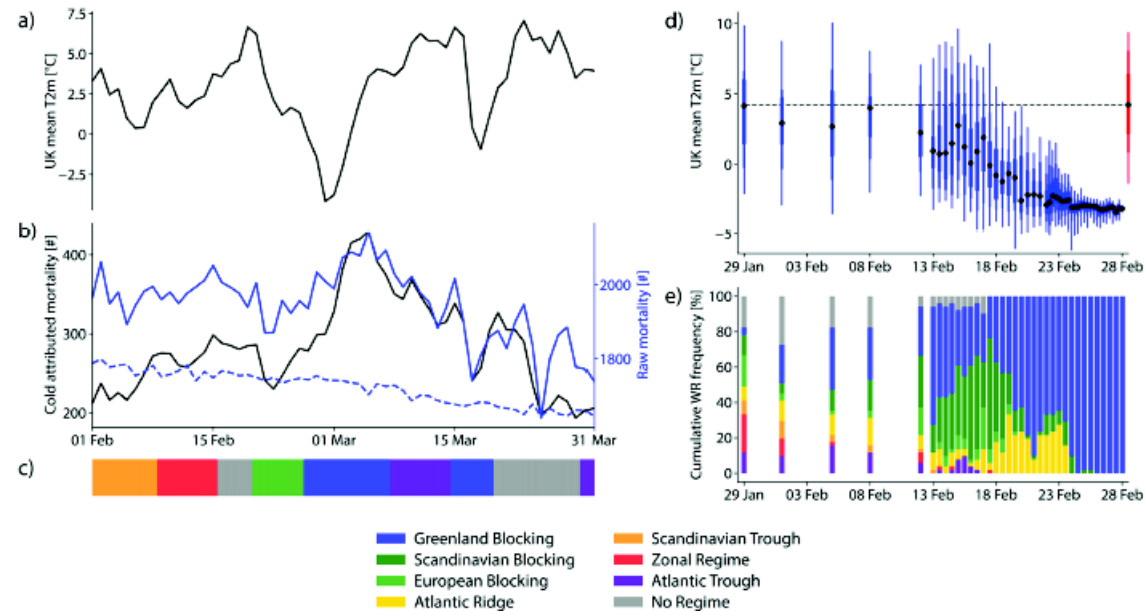 a)
UK mean T2m [°C]
7.5
5.0
2.5
0
−2.5
b)
Cold attributed mortality [#]
400
300
200
2000
1800
Raw mortality [#]
01 Feb 15 Feb 01 Mar 15 Mar 31 Mar
c)
d)
UK mean T2m [°C]
10
5
0
−5
29 Jan 03 Feb 08 Feb 13 Feb 18 Feb 23 Feb 28 Feb
e)
Cumulative WR frequency [%]
100
80
60
40
20
0
29 Jan 03 Feb 08 Feb 13 Feb 18 Feb 23 Feb 28 Feb
Greenland Blocking
Scandinavian Blocking
European Blocking
Atlantic Ridge
Scandinavian Trough
Zonal Regime
Atlantic Trough
No Regime